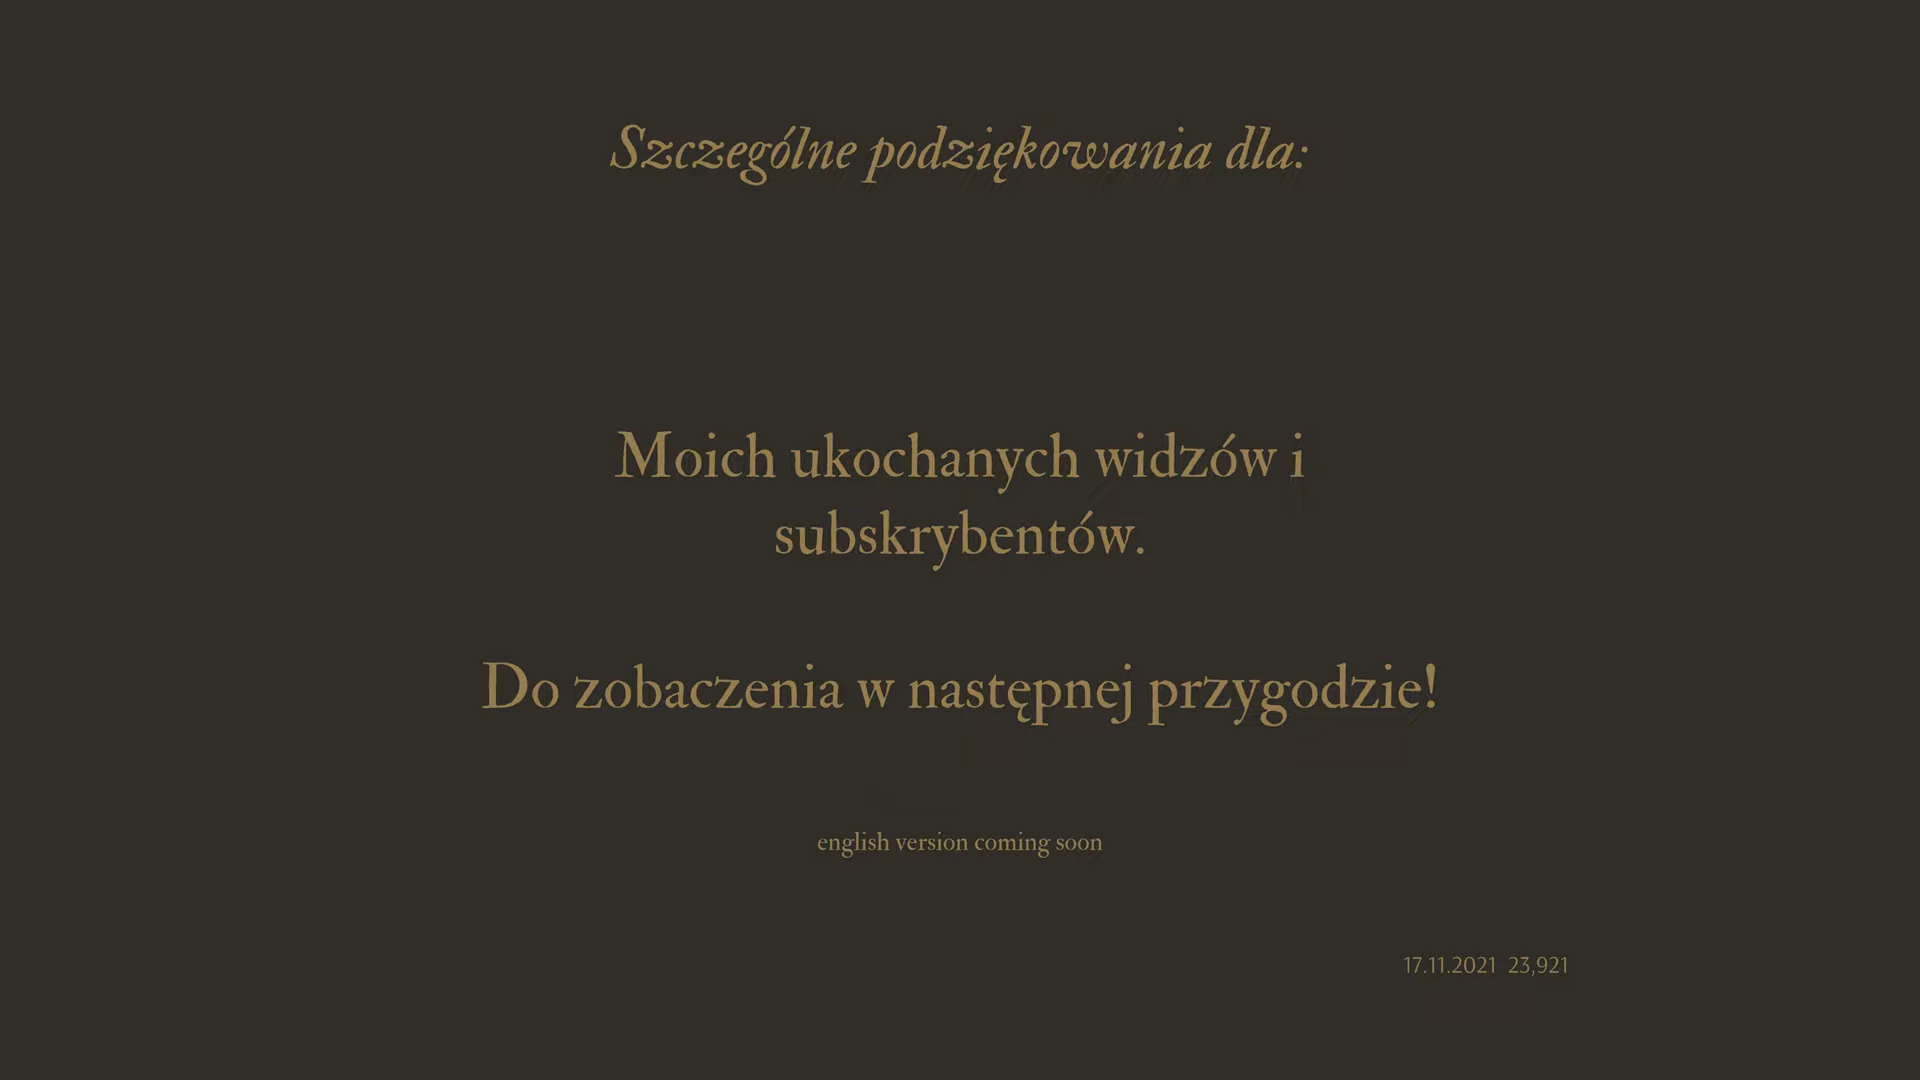 Szczególne podziękowania dla:
Moich ukochanych widzów i
subskrybentów.
Do zobaczenia w następnej przygodzie!
english version coming soon
17.11.2021 23,921